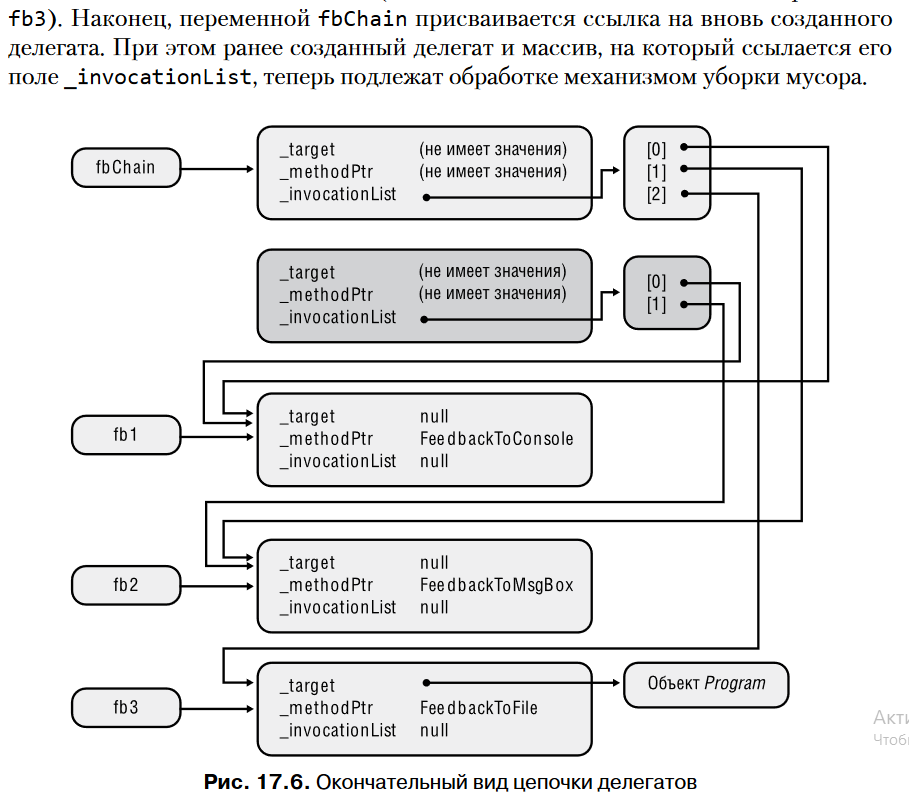 fb3). Наконец, переменной fbChain присваивается ссылка на вновь созданного
делегата. При этом ранее созданный делегат и массив, на который ссылается его
поле _invocationList, теперь подлежат обработке механизмом уборки мусора.
fbChain
_target (не имеет значения)
_methodPtr (не имеет значения)
_invocationList
[0]
[1]
[2]
_target (не имеет значения)
_methodPtr (не имеет значения)
_invocationList
[0]
[1]
fb1
_target null
_methodPtr FeedbackToConsole
_invocationList null
fb2
_target null
_methodPtr FeedbackToMsgBox
_invocationList null
fb3
_target
_methodPtr FeedbackToFile
_invocationList null
Объект Program
Акти
Чтобы
Рис. 17.6. Окончательный вид цепочки делегатов